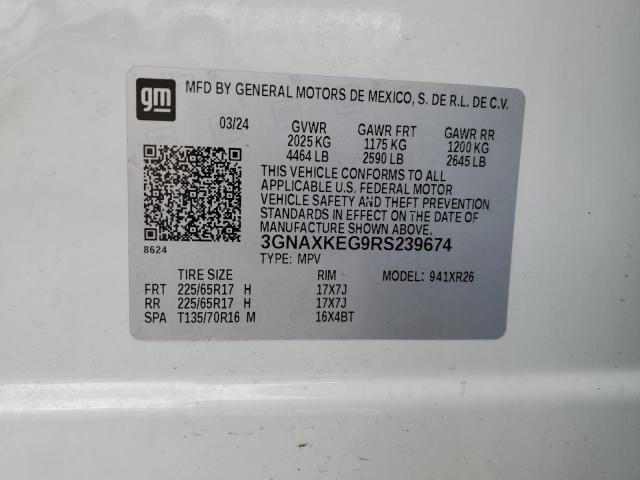 gm
MFD BY GENERAL MOTORS DE MEXICO, S. DE R.L. DE C.V.
03/24 GVWR GAWR FRT GAWR RR
2025 KG 1175 KG 1200 KG
4464 LB 2590 LB 2645 LB
THIS VEHICLE CONFORMS TO ALL
APPLICABLE U.S. FEDERAL MOTOR
VEHICLE SAFETY AND THEFT PREVENTION
STANDARDS IN EFFECT ON THE DATE OF
MANUFACTURE SHOWN ABOVE.
8624 3GNAXKEG9RS239674
TYPE: MPV
TIRE SIZE RIM MODEL: 941XR26
FRT 225/65R17 H 17X7J
RR 225/65R17 H 17X7J
SPA T135/70R16 M 16X4BT